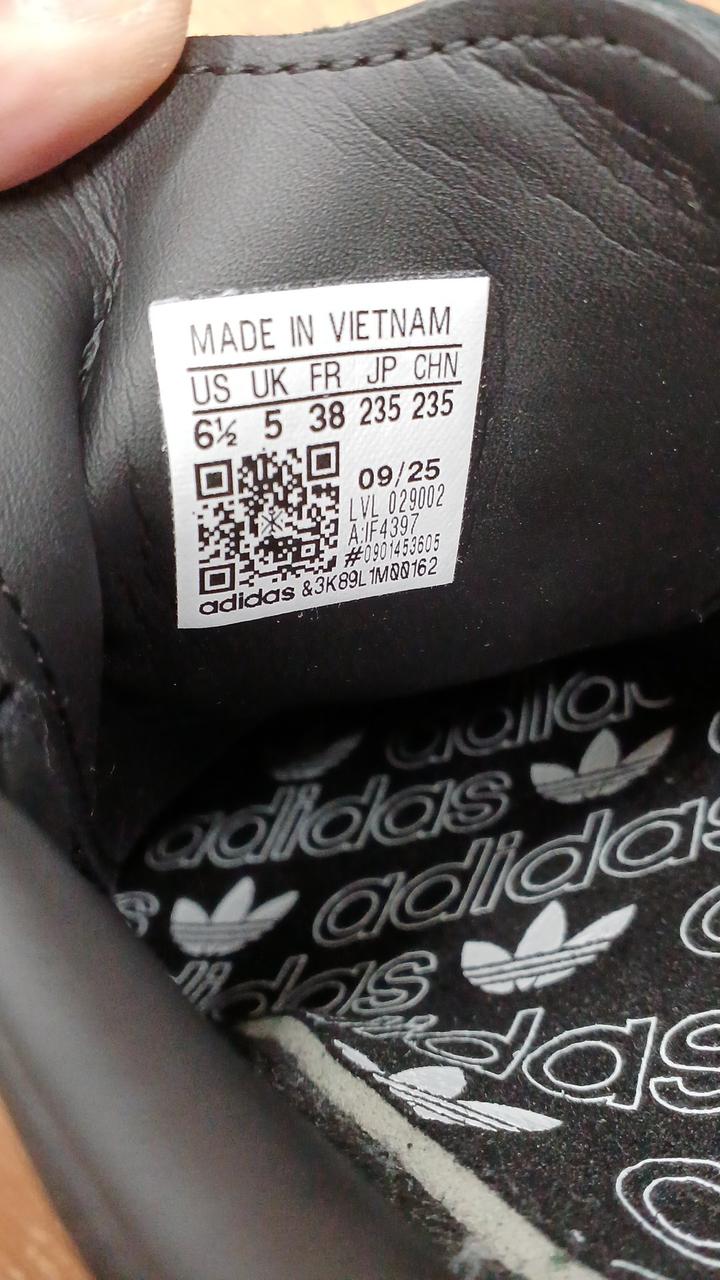 MADE IN VIETNAM
US UK FR JP CHN
6½ 5 38 235 235
09/25
LVL 029002
A:IF4397
#0901453605
adidas &3K89L1M00162
adidas
adidas
adidas
adidas